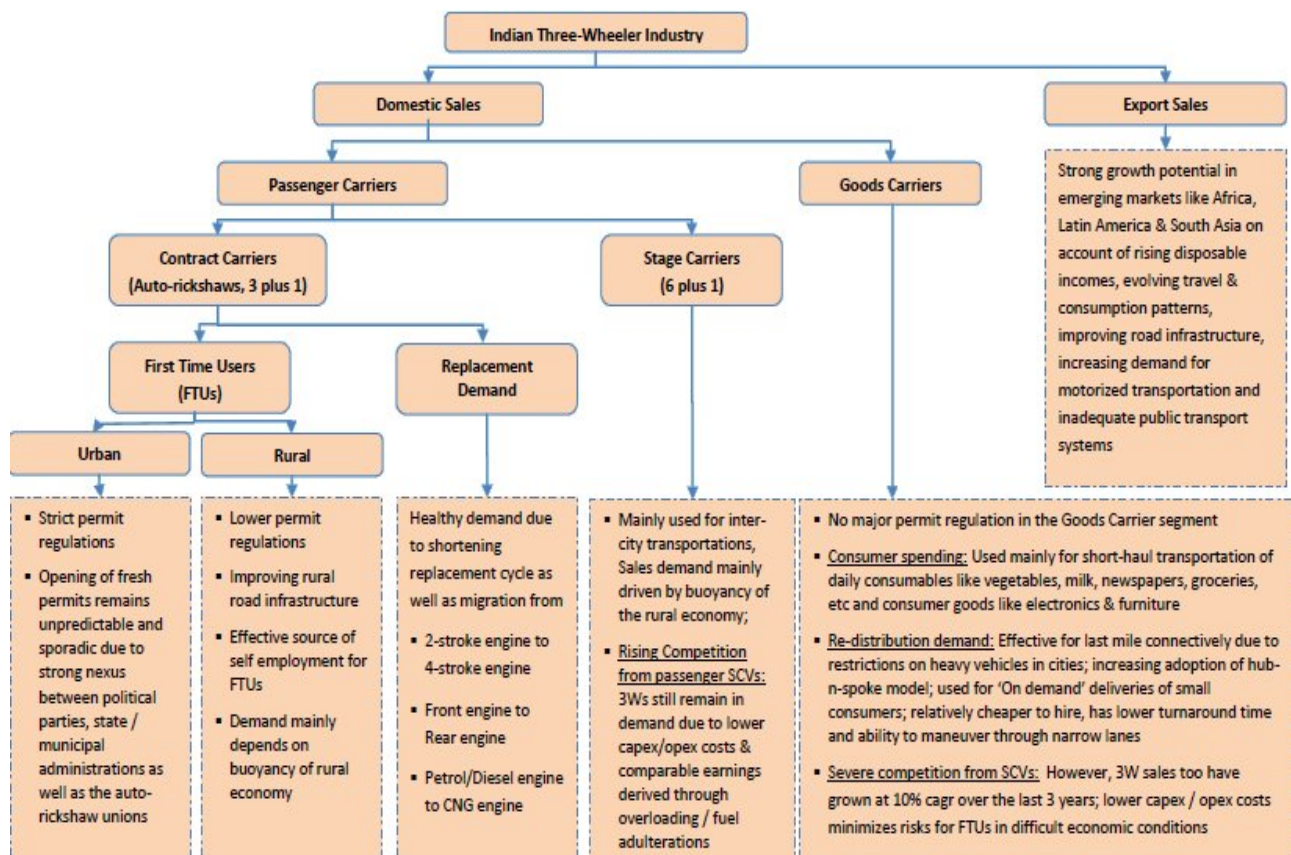 Indian Three-Wheeler Industry
Domestic Sales
Export Sales
Passenger Carriers
Goods Carriers
Strong growth potential in
emerging markets like Africa,
Latin America & South Asia on
account of rising disposable
incomes, evolving travel &
consumption patterns,
improving road infrastructure,
increasing demand for
motorized transportation and
inadequate public transport
systems
Contract Carriers
(Auto-rickshaws, 3 plus 1)
Stage Carriers
(6 plus 1)
First Time Users
(FTUs)
Replacement
Demand
Urban
Rural
▪ Strict permit
regulations
▪ Opening of fresh
permits remains
unpredictable and
sporadic due to
strong nexus
between political
parties, state /
municipal
administrations as
well as the auto-
rickshaw unions
▪ Lower permit
regulations
▪ Improving rural
road infrastructure
▪ Effective source of
self employment for
FTUs
▪ Demand mainly
depends on
buoyancy of rural
economy
Healthy demand due
to shortening
replacement cycle as
well as migration from
▪ 2-stroke engine to
4-stroke engine
▪ Front engine to
Rear engine
▪ Petrol/Diesel engine
to CNG engine
▪ Mainly used for inter-
city transportations,
Sales demand mainly
driven by buoyancy of
the rural economy;
▪ Rising Competition
from passenger SCVs:
3Ws still remain in
demand due to lower
capex/opex costs &
comparable earnings
derived through
overloading / fuel
adulterations
▪ No major permit regulation in the Goods Carrier segment
▪ Consumer spending: Used mainly for short-haul transportation of
daily consumables like vegetables, milk, newspapers, groceries,
etc and consumer goods like electronics & furniture
▪ Re-distribution demand: Effective for last mile connectively due to
restrictions on heavy vehicles in cities; increasing adoption of hub-
n-spoke model; used for 'On demand' deliveries of small
consumers; relatively cheaper to hire, has lower turnaround time
and ability to maneuver through narrow lanes
▪ Severe competition from SCVs: However, 3W sales too have
grown at 10% cagr over the last 3 years; lower capex / opex costs
minimizes risks for FTUs in difficult economic conditions